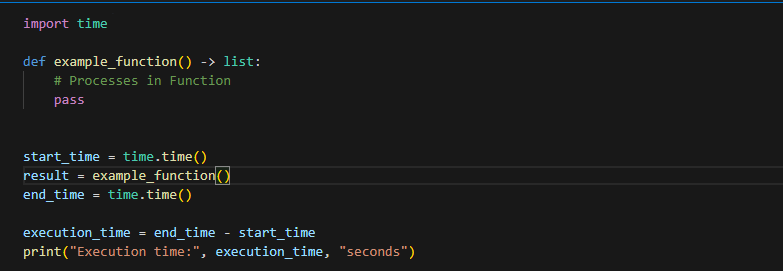 import time
def example_function() -> list:
    # Processes in Function
    pass
start_time = time.time()
result = example_function()
end_time = time.time()
execution_time = end_time - start_time
print("Execution time:", execution_time, "seconds")